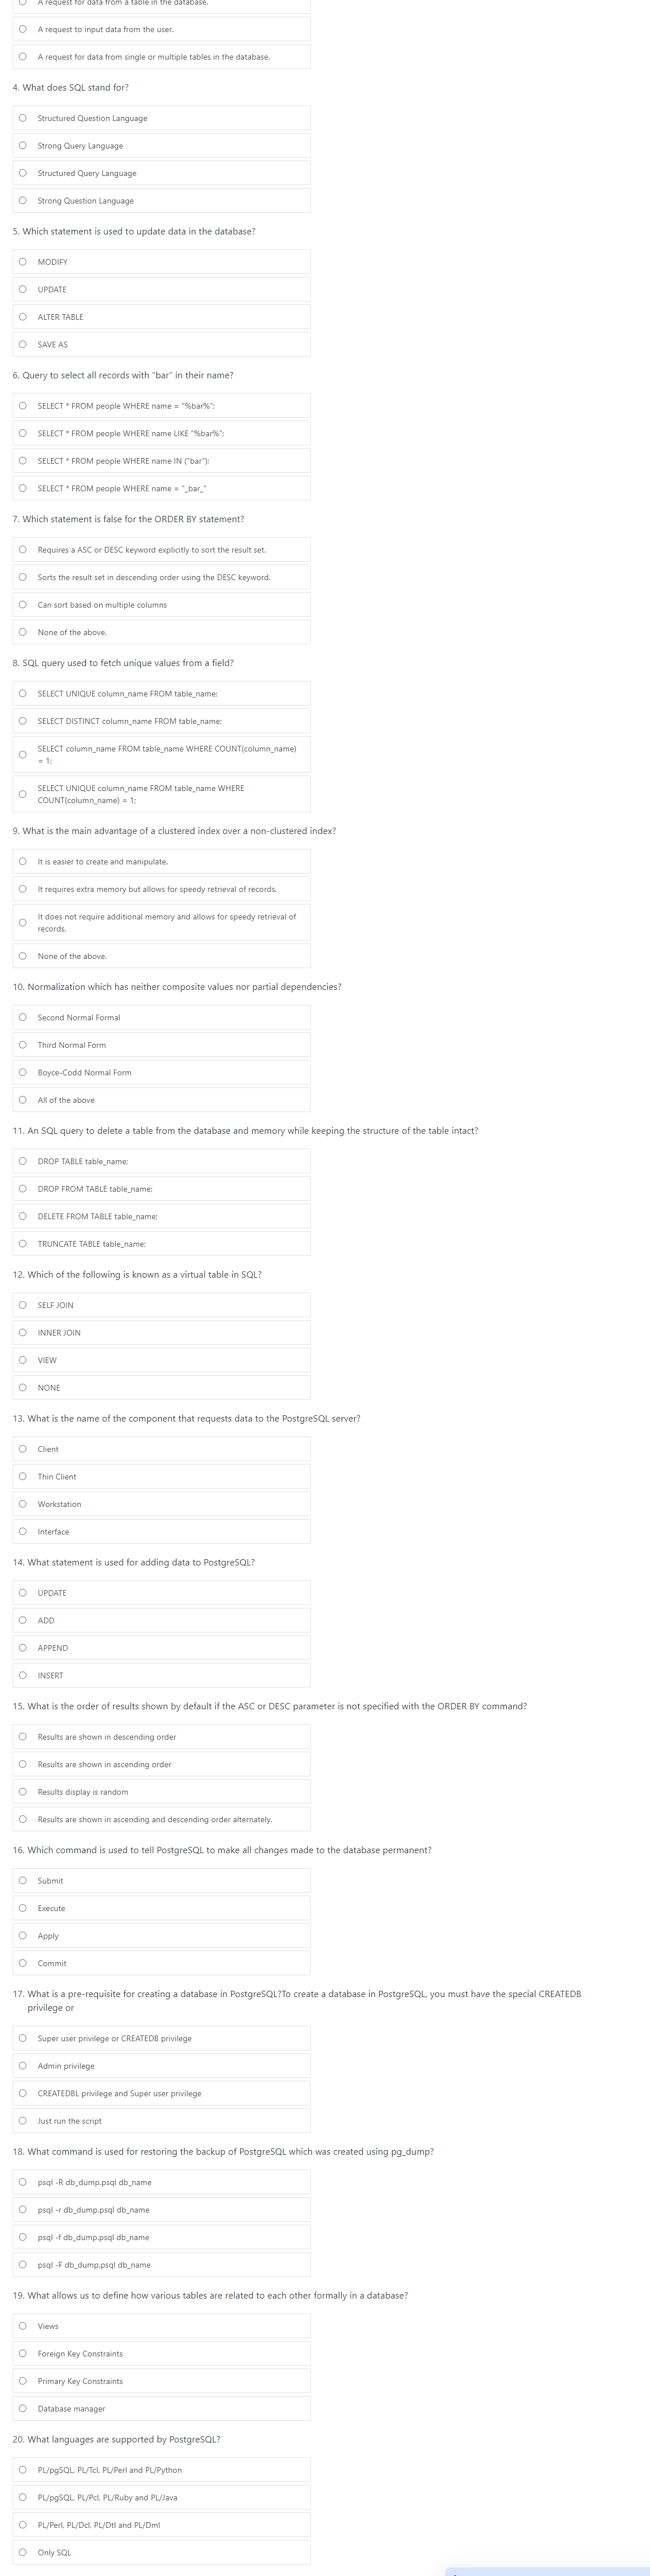 A request for data from a table in the database.
A request to input data from the user.
A request for data from single or multiple tables in the database.
4. What does SQL stand for?
Structured Question Language
Strong Query Language
Structured Query Language
Strong Question Language
5. Which statement is used to update data in the database?
MODIFY
UPDATE
ALTER TABLE
SAVE AS
6. Query to select all records with "bar" in their name?
SELECT * FROM people WHERE name = "%bar%";
SELECT * FROM people WHERE name LIKE "%bar%";
SELECT * FROM people WHERE name IN ("bar");
SELECT * FROM people WHERE name = "_bar_"
7. Which statement is false for the ORDER BY statement?
Requires a ASC or DESC keyword explicitly to sort the result set.
Sorts the result set in descending order using the DESC keyword.
Can sort based on multiple columns
None of the above.
8. SQL query used to fetch unique values from a field?
SELECT UNIQUE column_name FROM table_name;
SELECT DISTINCT column_name FROM table_name;
SELECT column_name FROM table_name WHERE COUNT(column_name)
= 1;
SELECT UNIQUE column_name FROM table_name WHERE
COUNT(column_name) = 1;
9. What is the main advantage of a clustered index over a non-clustered index?
It is easier to create and manipulate.
It requires extra memory but allows for speedy retrieval of records.
It does not require additional memory and allows for speedy retrieval of
records.
None of the above.
10. Normalization which has neither composite values nor partial dependencies?
Second Normal Formal
Third Normal Form
Boyce-Codd Normal Form
All of the above
11. An SQL query to delete a table from the database and memory while keeping the structure of the table intact?
DROP TABLE table_name;
DROP FROM TABLE table_name;
DELETE FROM TABLE table_name;
TRUNCATE TABLE table_name;
12. Which of the following is known as a virtual table in SQL?
SELF JOIN
INNER JOIN
VIEW
NONE
13. What is the name of the component that requests data to the PostgreSQL server?
Client
Thin Client
Workstation
Interface
14. What statement is used for adding data to PostgreSQL?
UPDATE
ADD
APPEND
INSERT
15. What is the order of results shown by default if the ASC or DESC parameter is not specified with the ORDER BY command?
Results are shown in descending order
Results are shown in ascending order
Results display is random
Results are shown in ascending and descending order alternately.
16. Which command is used to tell PostgreSQL to make all changes made to the database permanent?
Submit
Execute
Apply
Commit
17. What is a pre-requisite for creating a database in PostgreSQL?To create a database in PostgreSQL, you must have the special CREATEDB
privilege or
Super user privilege or CREATEDB privilege
Admin privilege
CREATEDBL privilege and Super user privilege
Just run the script
18. What command is used for restoring the backup of PostgreSQL which was created using pg_dump?
psql -R db_dump.psql db_name
psql -r db_dump.psql db_name
psql -f db_dump.psql db_name
psql -F db_dump.psql db_name
19. What allows us to define how various tables are related to each other formally in a database?
Views
Foreign Key Constraints
Primary Key Constraints
Database manager
20. What languages are supported by PostgreSQL?
PL/pgSQL, PL/Tcl, PL/Perl and PL/Python
PL/pgSQL, PL/Pcl, PL/Ruby and PL/Java
PL/Perl, PL/Dcl, PL/Dtl and PL/Dml
Only SQL